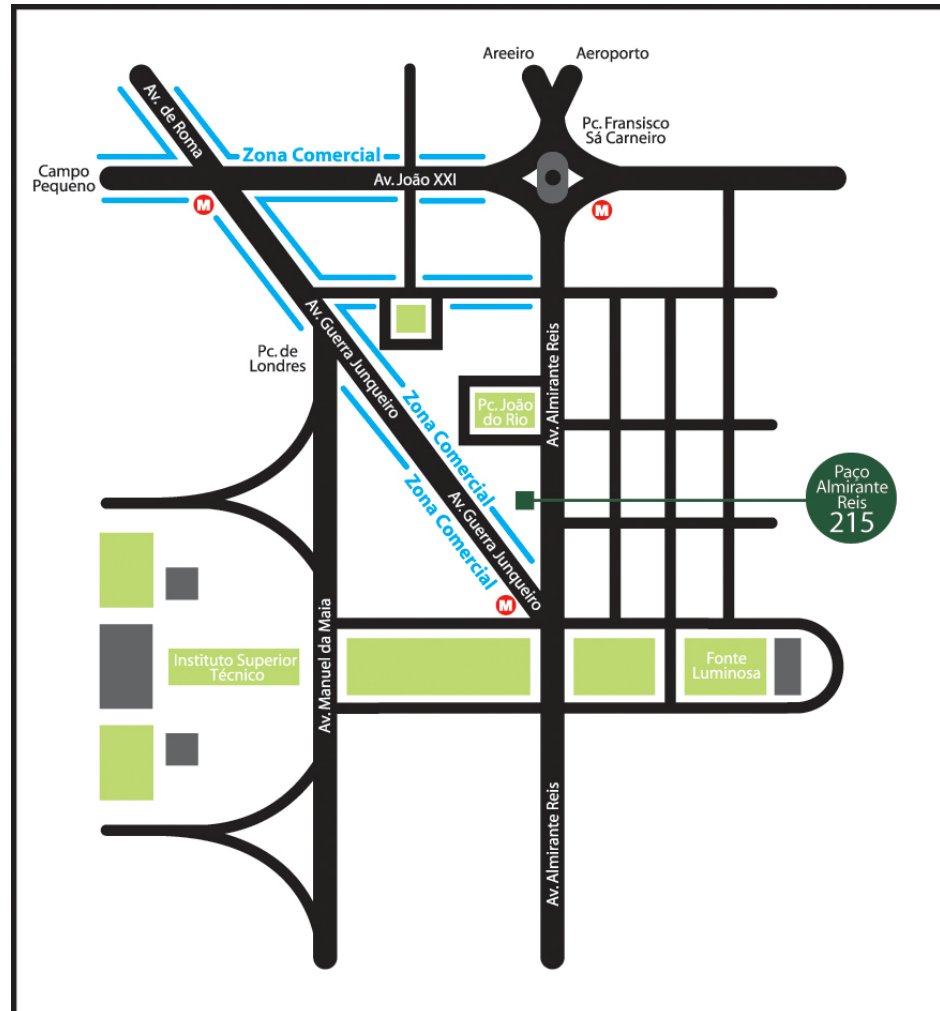 Areeiro
Aeroporto
Pc. Fransisco
Sá Carneiro
Av. de Roma
Zona Comercial
Campo
Pequeno
Av. João XXI
M
M
Pc. de
Londres
Av. Guerra Junqueiro
Av. Almirante Reis
Pc. João
do Rio
Zona Comercial
Zona Comercial
Av. Guerra Junqueiro
Paço
Almirante
Reis
215
M
Instituto Superior
Técnico
Av. Manuel da Maia
Fonte
Luminosa
Av. Almirante Reis